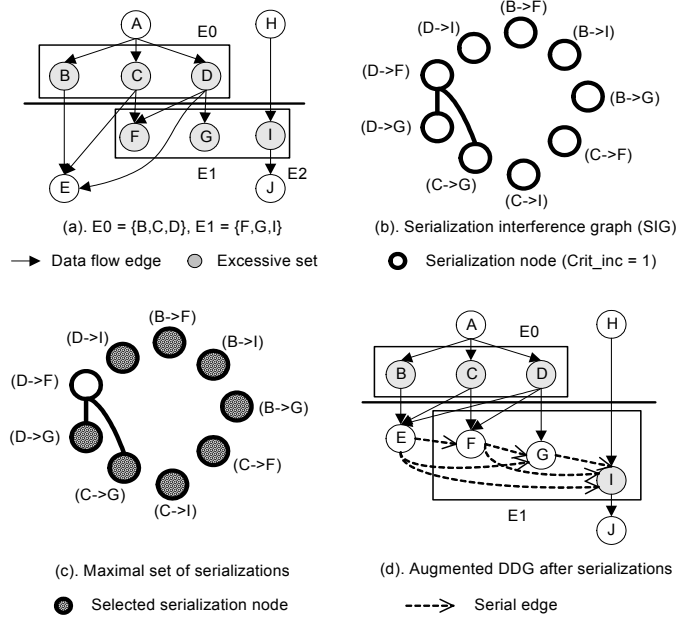 A H
E0
B C D
F G I
E E1 E2
J
(a). E0 = {B,C,D}, E1 = {F,G,I}
Data flow edge Excessive set
(B->F)
(D->I) (B->I)
(D->F)
(B->G)
(D->G)
(C->F)
(C->G)
(C->I)
(b). Serialization interference graph (SIG)
Serialization node (Crit_inc = 1)
(B->F)
(D->I) (B->I)
(D->F)
(B->G)
(D->G)
(C->F)
(C->G)
(C->I)
(c). Maximal set of serializations
Selected serialization node
A H
E0
B C D
E F G
I
E1
J
(d). Augmented DDG after serializations
Serial edge